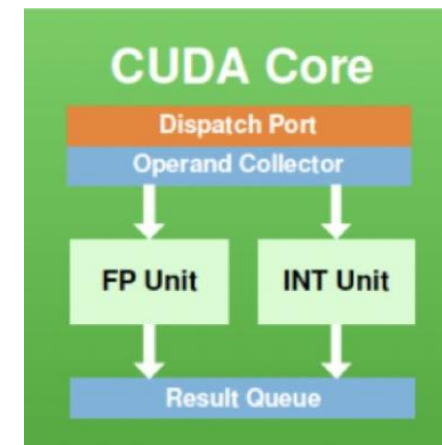 CUDA Core
Dispatch Port
Operand Collector
FP Unit
INT Unit
Result Queue